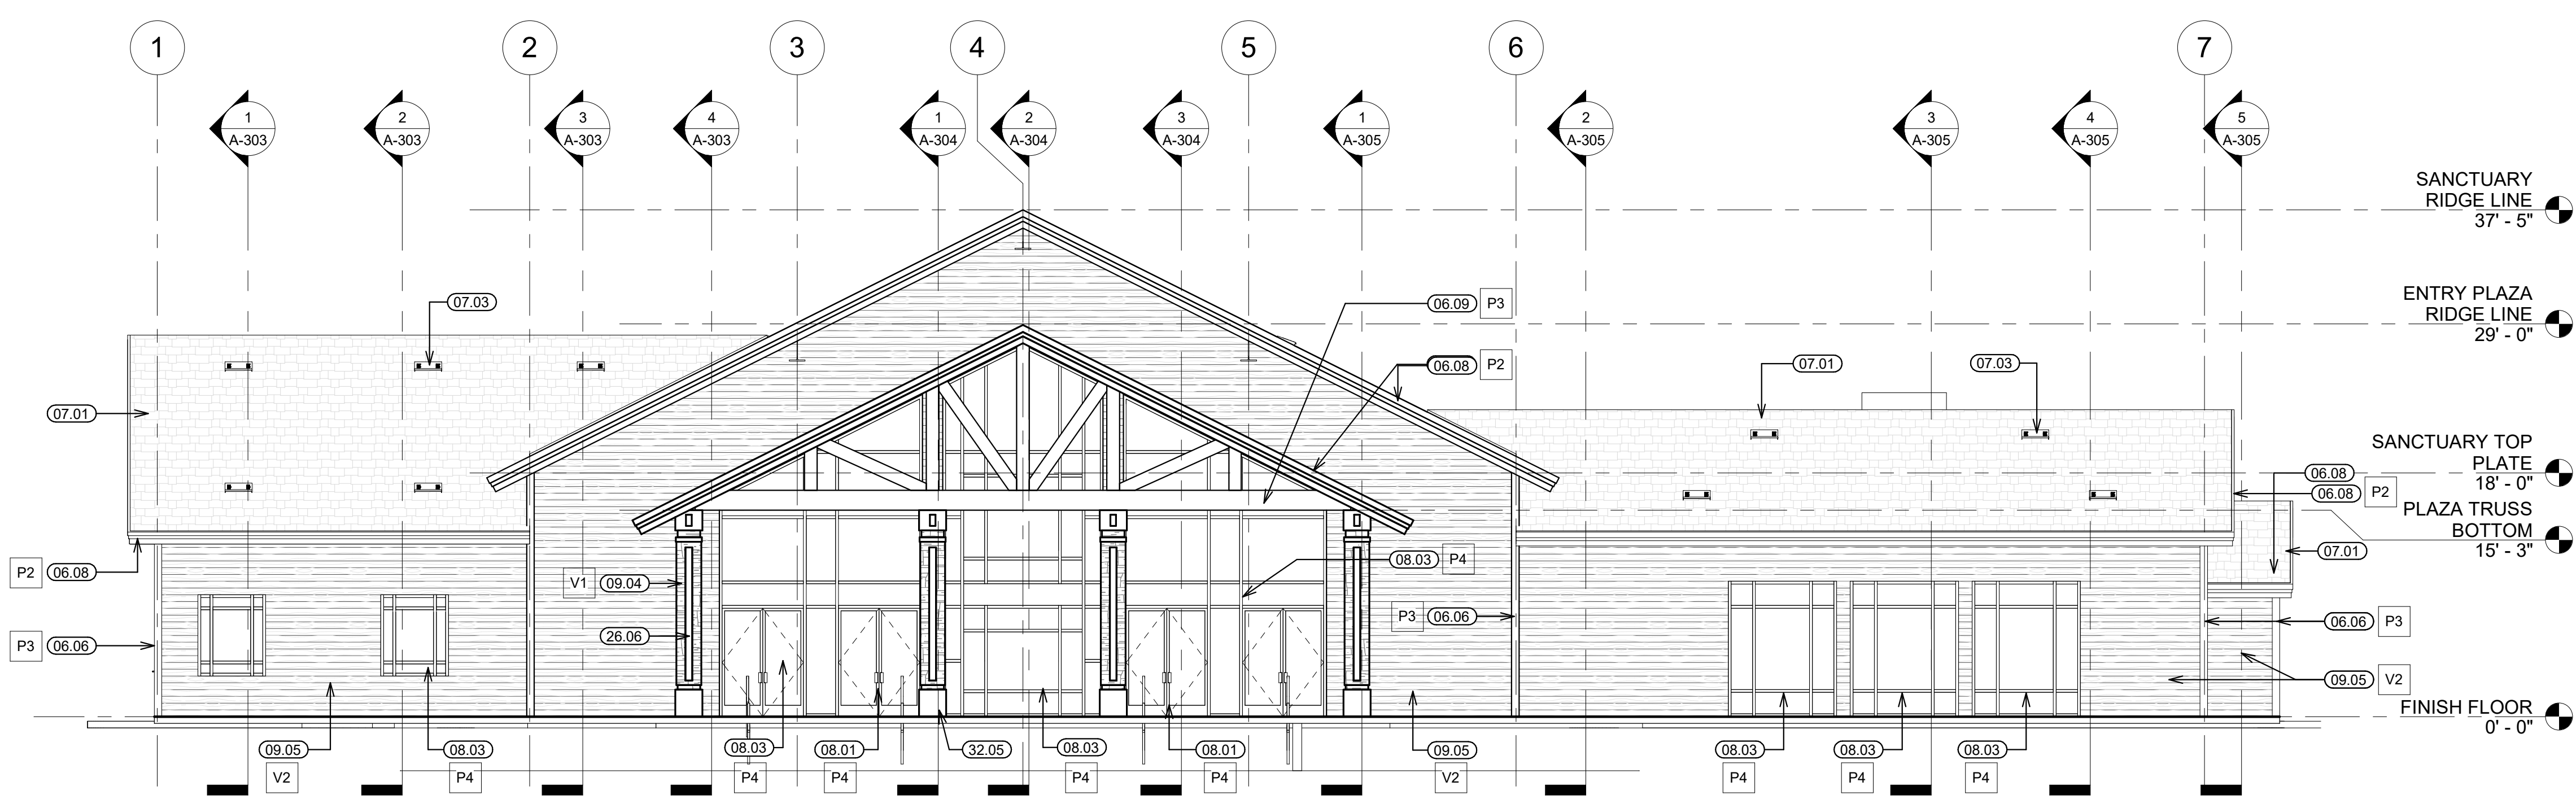 1 2 3 4 5 6 7
1 2 3 4 1 2 3 1 2 3 4 5
A-303 A-303 A-303 A-303 A-304 A-304 A-304 A-305 A-305 A-305 A-305 A-305
SANCTUARY
RIDGE LINE
37' - 5"
ENTRY PLAZA
RIDGE LINE
29' - 0"
07.03
06.09 P3
06.08 P2
07.01
07.03
07.01
SANCTUARY TOP
PLATE
18' - 0"
06.08
06.08 P2
PLAZA TRUSS
BOTTOM
15' - 3"
07.01
P2 06.08
V1 09.04
08.03 P4
26.06
P3 06.06
P3 06.06
06.06 P3
09.05 V2
FINISH FLOOR
0' - 0"
09.05 08.03 08.03 08.01 32.05 08.03 08.01 09.05 08.03 08.03 08.03
V2 P4 P4 P4 P4 P4 V2 P4 P4 P4